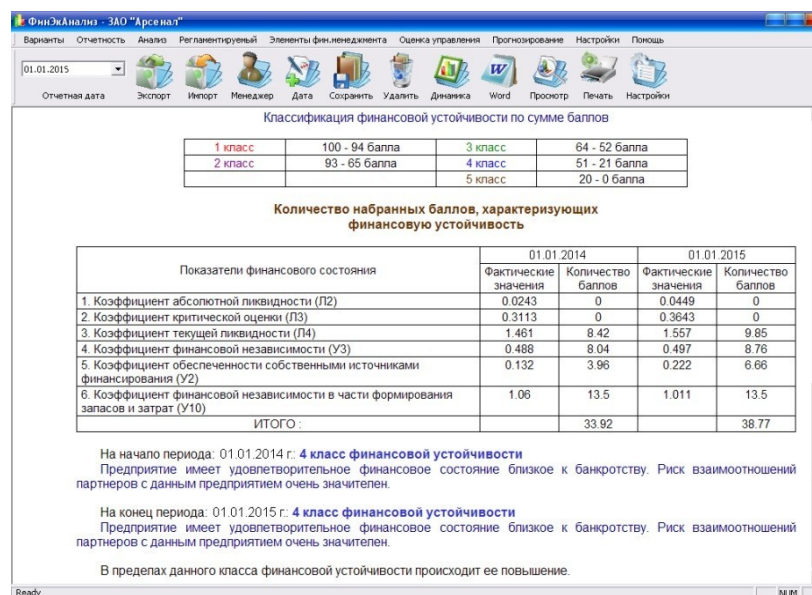 ФинЭкАнализ - ЗАО "Арсенал"
Варианты Отчетность Анализ Регламентируемый Элементы фин.менеджмента Оценка управления Прогнозирование Настройки Помощь
01.01.2015
Отчетная дата Экспорт Импорт Менеджер Дата Сохранить Удалить Динамика Word Просмотр Печать Настройки
Классификация финансовой устойчивости по сумме баллов
1 класс 100 - 94 балла 3 класс 64 - 52 балла
2 класс 93 - 65 балла 4 класс 51 - 21 балла
5 класс 20 - 0 балла
Количество набранных баллов, характеризующих
финансовую устойчивость
Показатели финансового состояния 01.01.2014 01.01.2015
Фактические значения Количество баллов Фактические значения Количество баллов
1. Коэффициент абсолютной ликвидности (Л2) 0.0243 0 0.0449 0
2. Коэффициент критической оценки (Л3) 0.3113 0 0.3643 0
3. Коэффициент текущей ликвидности (Л4) 1.461 8.42 1.557 9.85
4. Коэффициент финансовой независимости (У3) 0.488 8.04 0.497 8.76
5. Коэффициент обеспеченности собственными источниками
финансирования (У2) 0.132 3.96 0.222 6.66
6. Коэффициент финансовой независимости в части формирования
запасов и затрат (У10) 1.06 13.5 1.011 13.5
ИТОГО : 33.92 38.77
На начало периода: 01.01.2014 г.: 4 класс финансовой устойчивости
Предприятие имеет удовлетворительное финансовое состояние близкое к банкротству. Риск взаимоотношений
партнеров с данным предприятием очень значителен.
На конец периода: 01.01.2015 г.: 4 класс финансовой устойчивости
Предприятие имеет удовлетворительное финансовое состояние близкое к банкротству. Риск взаимоотношений
партнеров с данным предприятием очень значителен.
В пределах данного класса финансовой устойчивости происходит ее повышение.
Ready NUM